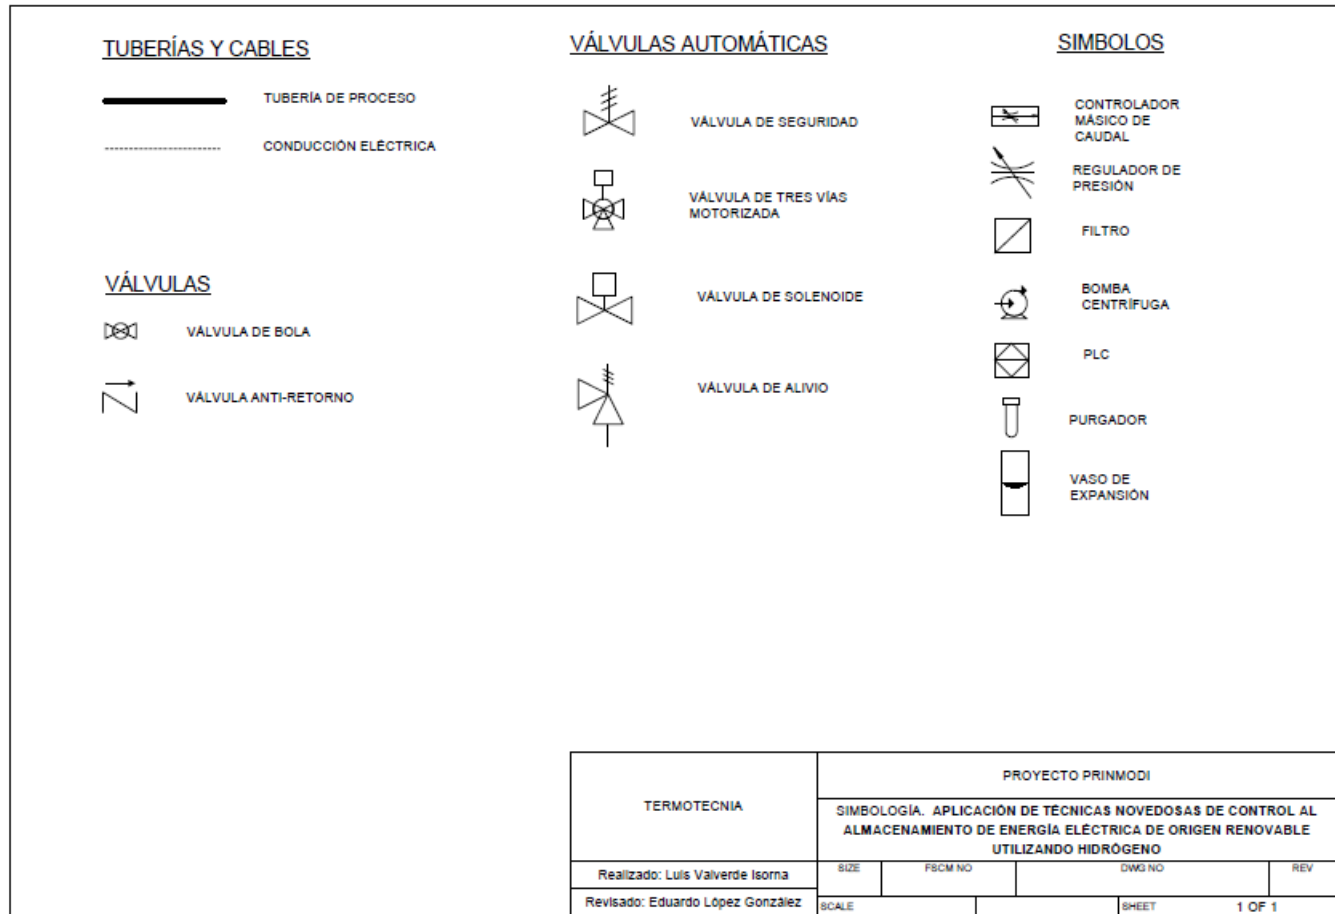 TUBERÍAS Y CABLES
TUBERÍA DE PROCESO
CONDUCCIÓN ELÉCTRICA
VÁLVULAS
VÁLVULA DE BOLA
VÁLVULA ANTI-RETORNO
VÁLVULAS AUTOMÁTICAS
VÁLVULA DE SEGURIDAD
VÁLVULA DE TRES VÍAS
MOTORIZADA
VÁLVULA DE SOLENOIDE
VÁLVULA DE ALIVIO
SIMBOLOS
CONTROLADOR
MÁSICO DE
CAUDAL
REGULADOR DE
PRESIÓN
FILTRO
BOMBA
CENTRÍFUGA
PLC
PURGADOR
VASO DE
EXPANSIÓN
TERMOTECNIA
PROYECTO PRINMODI
SIMBOLOGÍA. APLICACIÓN DE TÉCNICAS NOVEDOSAS DE CONTROL AL
ALMACENAMIENTO DE ENERGÍA ELÉCTRICA DE ORIGEN RENOVABLE
UTILIZANDO HIDRÓGENO
Realizado: Luis Valverde Isorna
SIZE FSCM NO DWG NO REV
Revisado: Eduardo López González
SCALE SHEET 1 OF 1